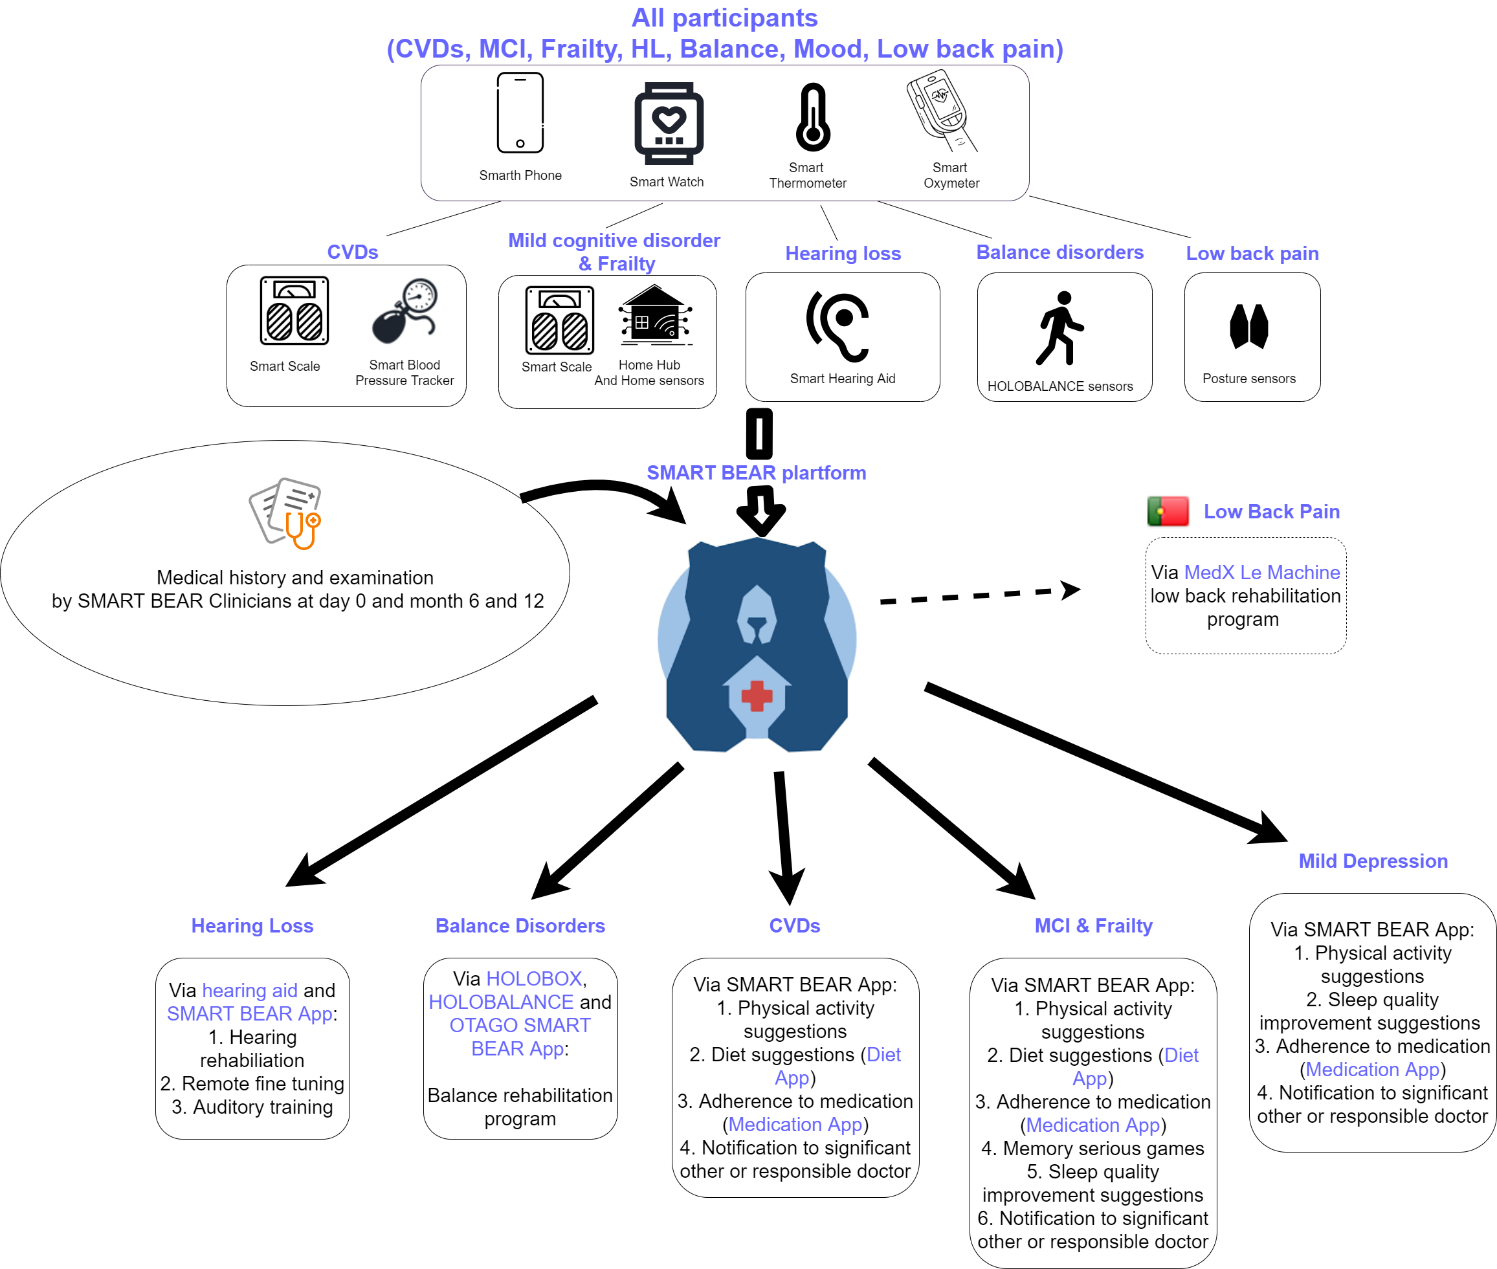 All participants
(CVDs, MCI, Frailty, HL, Balance, Mood, Low back pain)
Smarth Phone
Smart Watch
Smart
Thermometer
Smart
Oxymeter
CVDs
Smart Scale
Smart Blood
Pressure Tracker
Mild cognitive disorder
& Frailty
Smart Scale
Home Hub
And Home sensors
Hearing loss
Smart Hearing Aid
Balance disorders
HOLOBALANCE sensors
Low back pain
Posture sensors
SMART BEAR plartform
Medical history and examination
by SMART BEAR Clinicians at day 0 and month 6 and 12
Low Back Pain
Via MedX Le Machine
low back rehabilitation
program
Hearing Loss
Via hearing aid and
SMART BEAR App:
1. Hearing
rehabiliation
2. Remote fine tuning
3. Auditory training
Balance Disorders
Via HOLOBOX,
HOLOBALANCE and
OTAGO SMART
BEAR App:
Balance rehabilitation
program
CVDs
Via SMART BEAR App:
1. Physical activity
suggestions
2. Diet suggestions (Diet
App)
3. Adherence to medication
(Medication App)
4. Notification to significant
other or responsible doctor
MCI & Frailty
Via SMART BEAR App:
1. Physical activity
suggestions
2. Diet suggestions (Diet
App)
3. Adherence to medication
(Medication App)
4. Memory serious games
5. Sleep quality
improvement suggestions
6. Notification to significant
other or responsible doctor
Mild Depression
Via SMART BEAR App:
1. Physical activity
suggestions
2. Sleep quality
improvement suggestions
3. Adherence to medication
(Medication App)
4. Notification to significant
other or responsible doctor